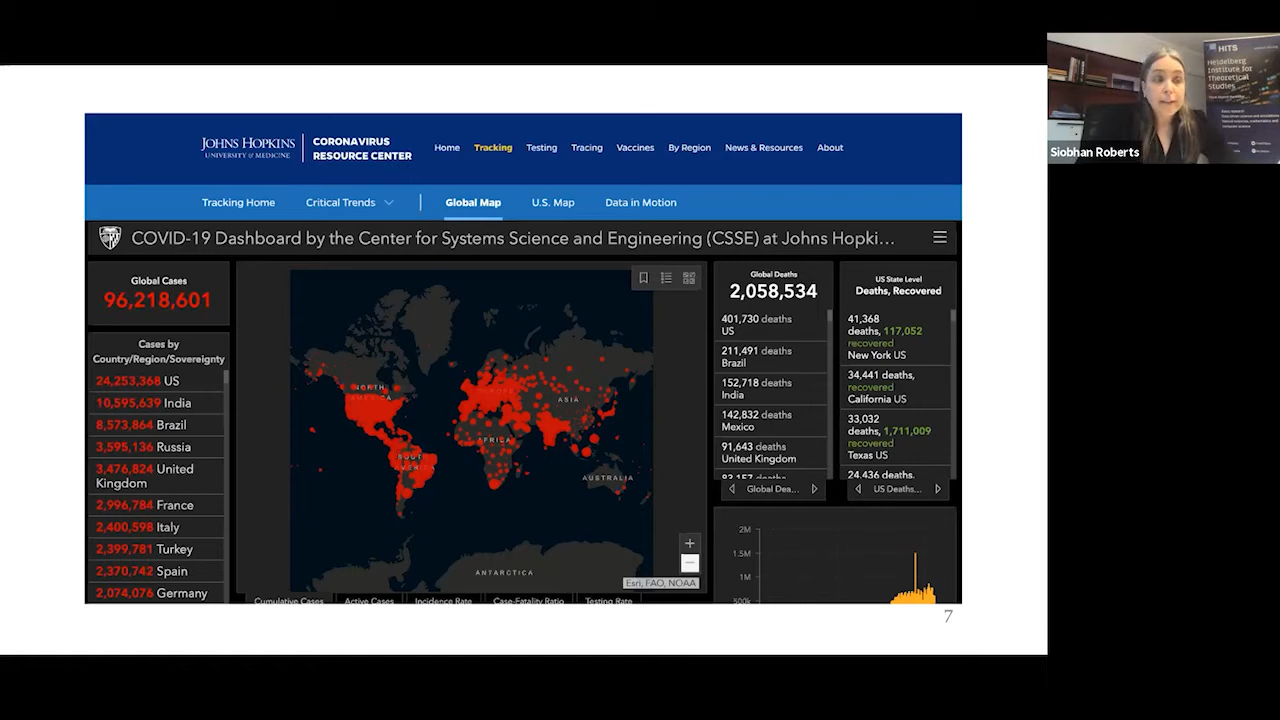 JOHNS HOPKINS
UNIVERSITY & MEDICINE
CORONAVIRUS
RESOURCE CENTER
Home
Tracking
Testing
Tracing
Vaccines
By Region
News & Resources
About
Tracking Home
Critical Trends
Global Map
U.S. Map
Data in Motion
COVID-19 Dashboard by the Center for Systems Science and Engineering (CSSE) at Johns Hopki...
Global Cases
96,218,601
Cases by
Country/Region/Sovereignty
24,253,368 US
10,595,639 India
8,573,864 Brazil
3,595,136 Russia
3,476,824 United
Kingdom
2,996,784 France
2,400,598 Italy
2,399,781 Turkey
2,370,742 Spain
2,074,076 Germany
NORTH
AMERICA
SOUTH
AMERICA
EUROPE
AFRICA
ASIA
AUSTRALIA
ANTARCTICA
Esri, FAO, NOAA
Cumulative Cases
Active Cases
Incidence Rate
Case-Fatality Ratio
Testing Rate
Global Deaths
2,058,534
401,730 deaths
US
211,491 deaths
Brazil
152,718 deaths
India
142,832 deaths
Mexico
91,643 deaths
United Kingdom
83,157 deaths
Global Dea...
US State Level
Deaths, Recovered
41,368
deaths, 117,052
recovered
New York US
34,441 deaths,
recovered
California US
33,032
deaths, 1,711,009
recovered
Texas US
24,436 deaths,
US Deaths...
2M
1.5M
1M
500k
7
HITS
Heidelberg
Institute for
Theoretical
Studies
Siobhan Roberts